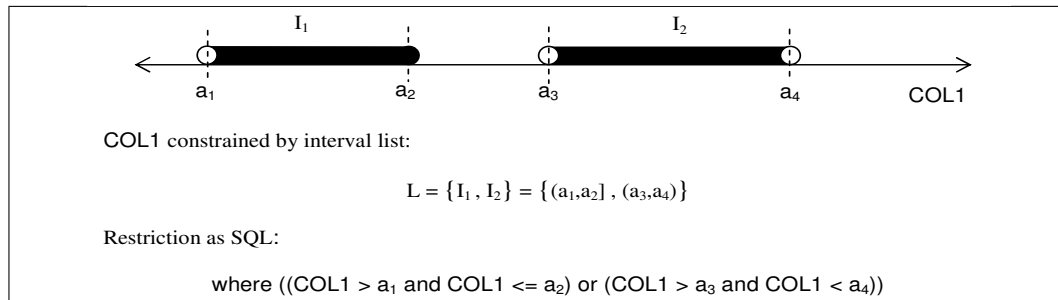 I₁ I₂
a₁ a₂ a₃ a₄ COL1
COL1 constrained by interval list:
L = {I₁ , I₂} = {(a₁,a₂] , (a₃,a₄)}
Restriction as SQL:
where ((COL1 > a₁ and COL1 <= a₂) or (COL1 > a₃ and COL1 < a₄))